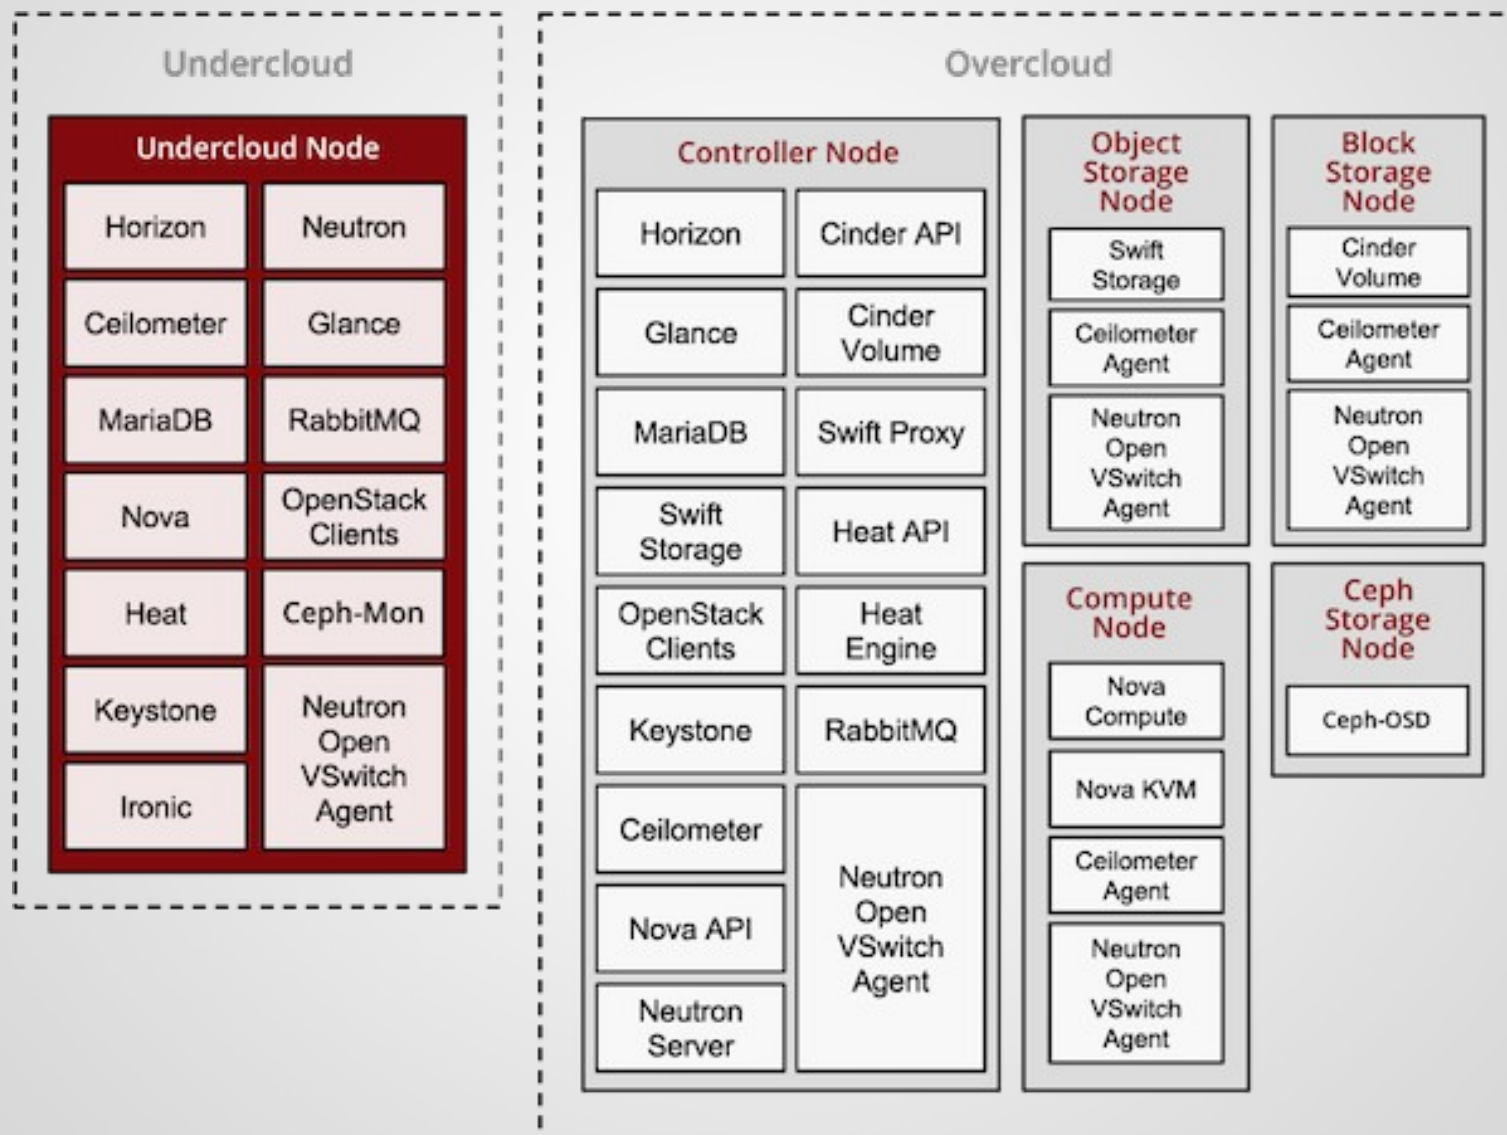 Undercloud
Undercloud Node
Horizon
Neutron
Ceilometer
Glance
MariaDB
RabbitMQ
Nova
OpenStack
Clients
Heat
Ceph-Mon
Keystone
Neutron
Open
VSwitch
Agent
Ironic
Overcloud
Controller Node
Horizon
Cinder API
Glance
Cinder
Volume
MariaDB
Swift Proxy
Swift
Storage
Heat API
OpenStack
Clients
Heat
Engine
Keystone
RabbitMQ
Ceilometer
Neutron
Open
VSwitch
Agent
Nova API
Neutron
Server
Object
Storage
Node
Swift
Storage
Ceilometer
Agent
Neutron
Open
VSwitch
Agent
Block
Storage
Node
Cinder
Volume
Ceilometer
Agent
Neutron
Open
VSwitch
Agent
Compute
Node
Nova
Compute
Nova KVM
Ceilometer
Agent
Neutron
Open
VSwitch
Agent
Ceph
Storage
Node
Ceph-OSD